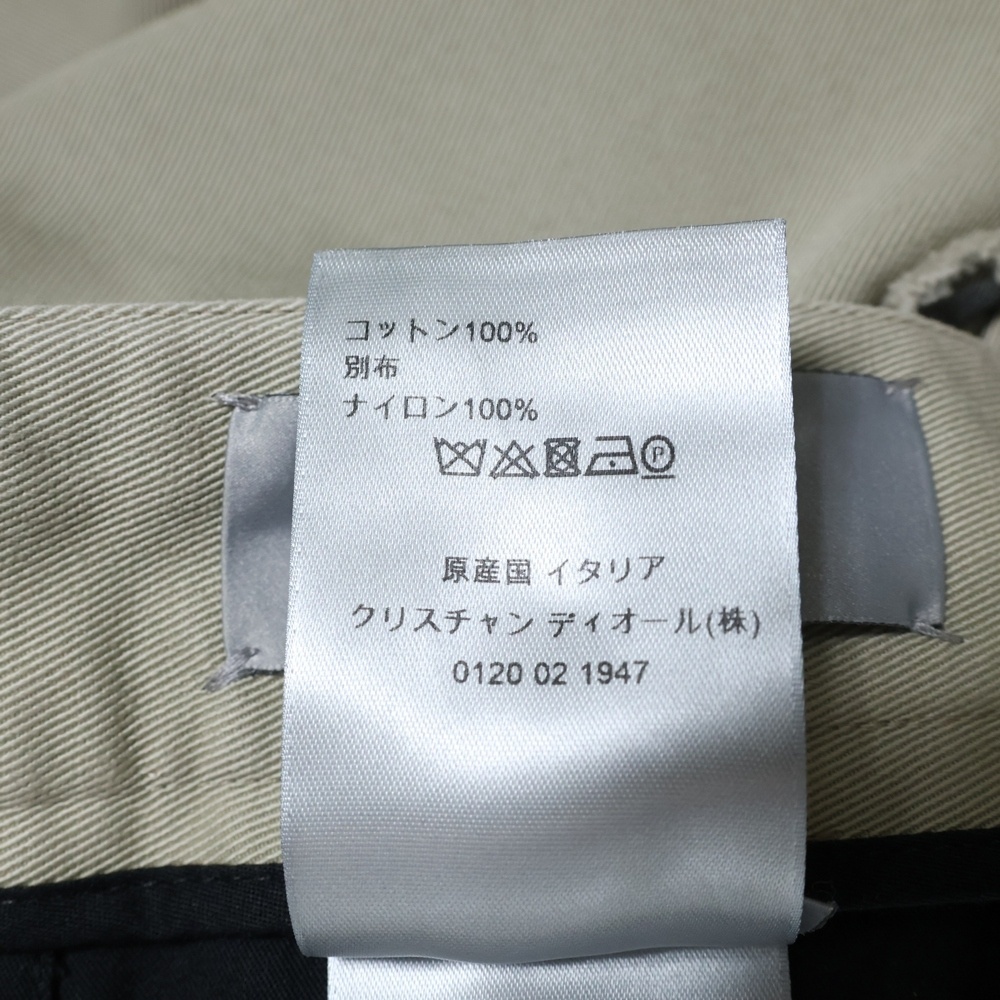 コットン100%
別布
ナイロン100%
P
原産国 イタリア
クリスチャン ディオール(株)
0120 02 1947